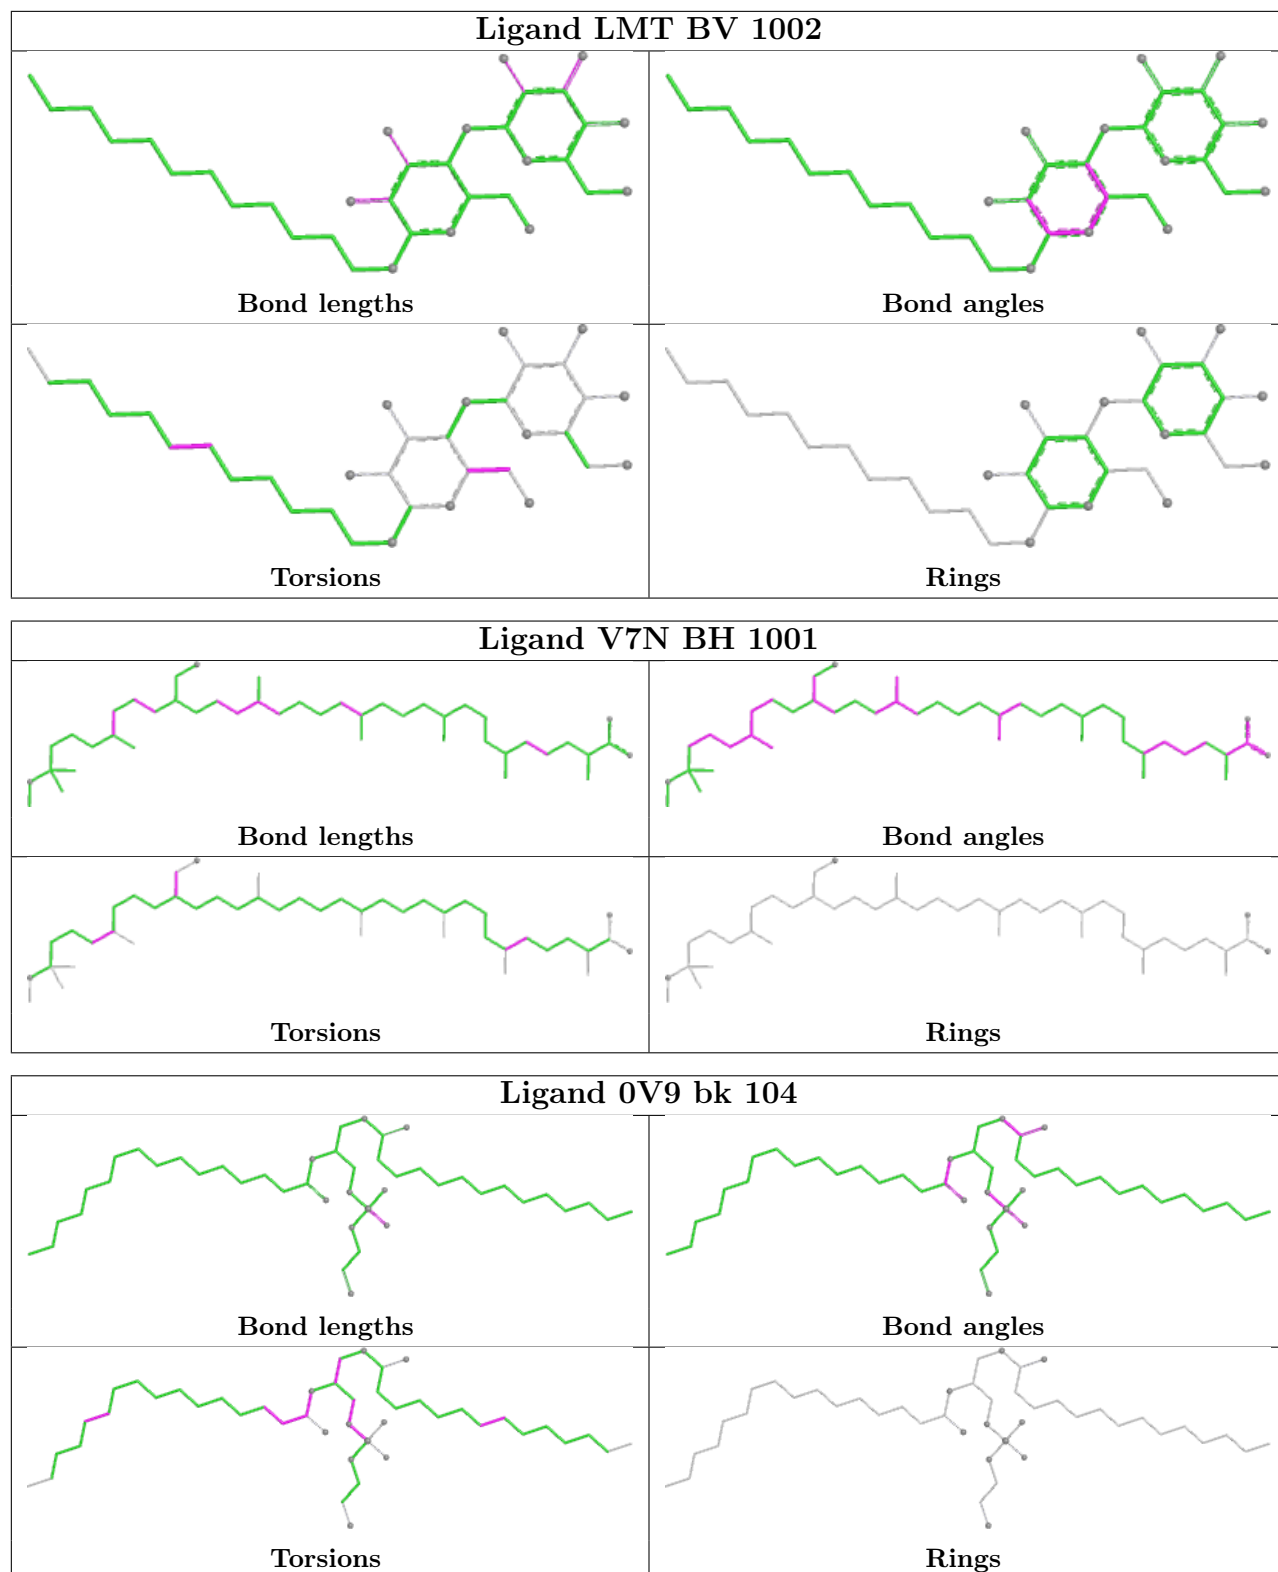 Ligand LMT BV 1002
Bond lengths
Bond angles
Torsions
Rings
Ligand V7N BH 1001
Bond lengths
Bond angles
Torsions
Rings
Ligand 0V9 bk 104
Bond lengths
Bond angles
Torsions
Rings